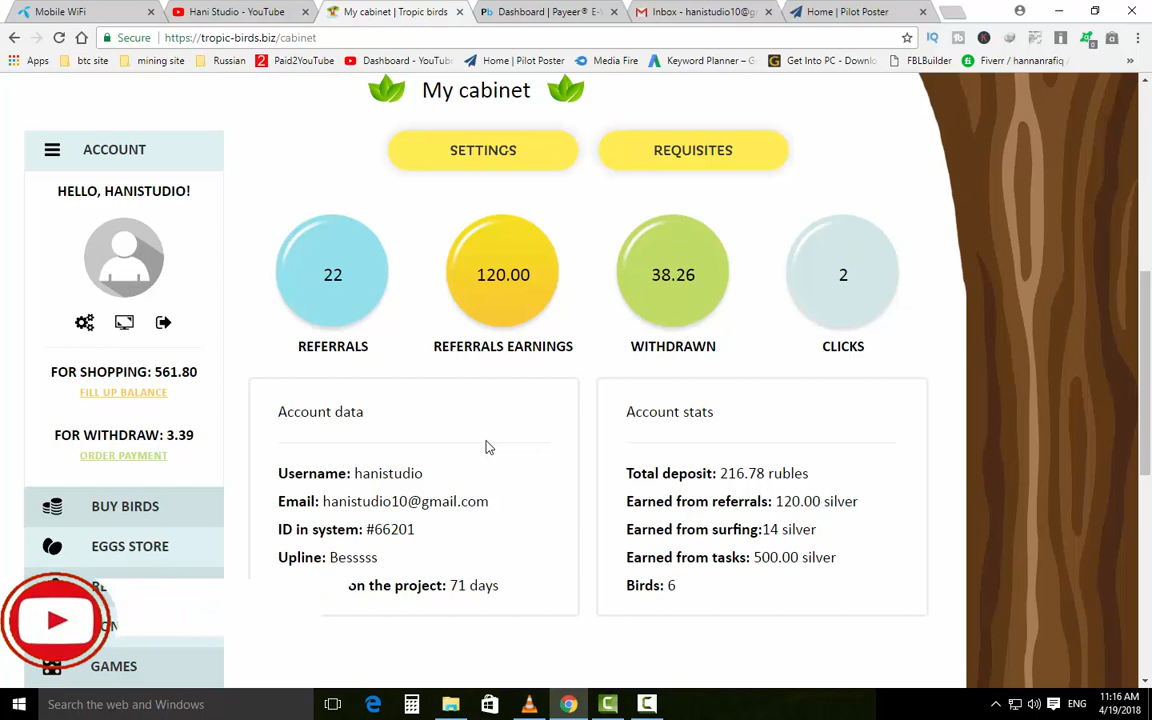 Mobile WiFi
Hani Studio - YouTube
My cabinet | Tropic birds
Dashboard | Payeer® E-
Inbox - hanistudio10@g
Home | Pilot Poster
Secure
https://tropic-birds.biz/cabinet
Apps
btc site
mining site
Russian
Paid2YouTube
Dashboard - YouTub
Home | Pilot Poster
Media Fire
Keyword Planner – G
Get Into PC - Downlo
FBLBuilder
Fiverr / hannanrafiq
My cabinet
SETTINGS
REQUISITES
ACCOUNT
HELLO, HANISTUDIO!
22
120.00
38.26
2
REFERRALS
REFERRALS EARNINGS
WITHDRAWN
CLICKS
FOR SHOPPING: 561.80
FILL UP BALANCE
FOR WITHDRAW: 3.39
ORDER PAYMENT
BUY BIRDS
EGGS STORE
GAMES
Account data
Username: hanistudio
Email: hanistudio10@gmail.com
ID in system: #66201
Upline: Besssss
on the project: 71 days
Account stats
Total deposit: 216.78 rubles
Earned from referrals: 120.00 silver
Earned from surfing:14 silver
Earned from tasks: 500.00 silver
Birds: 6
Search the web and Windows
ENG
11:16 AM
4/19/2018